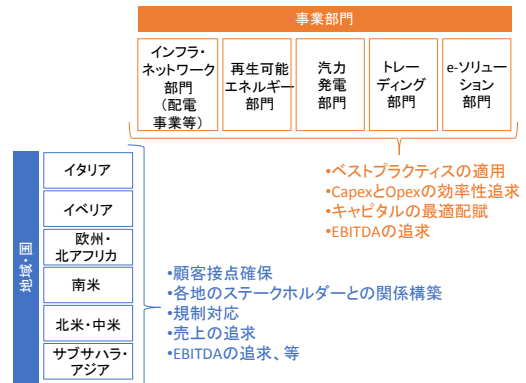 事業部門
インフラ・
ネットワーク
部門
（配電
事業等）
再生可能
エネルギー
部門
汽力
発電
部門
トレー
ディング
部門
e-ソリュー
ション
部門
•ベストプラクティスの適用
•CapexとOpexの効率性追求
•キャピタルの最適配賦
•EBITDAの追求
地域・国
イタリア
イベリア
欧州・
北アフリカ
南米
北米・中米
サブサハラ・
アジア
•顧客接点確保
•各地のステークホルダーとの関係構築
•規制対応
•売上の追求
•EBITDAの追求、等